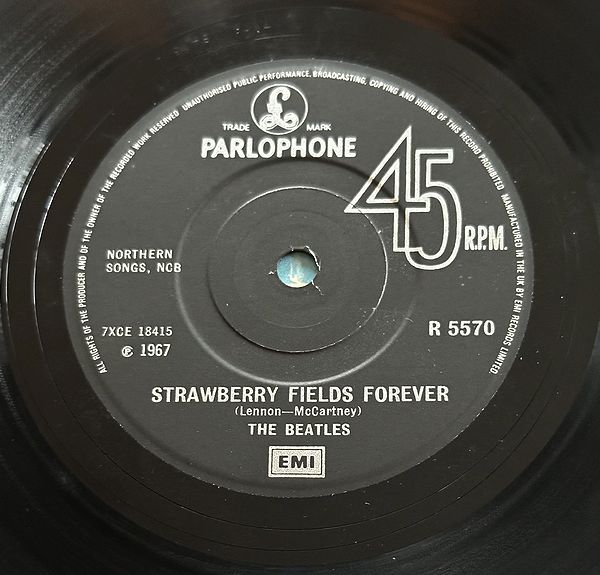 ALL RIGHTS OF THE PRODUCER AND OF THE OWNER OF THE RECORDED WORK RESERVED UNAUTHORISED PUBLIC PERFORMANCE, BROADCASTING, COPYING AND HIRING OF THIS RECORD PROHIBITED MANUFACTURED IN THE UK BY EMI RECORDS LIMITED
£
TRADE MARK
PARLOPHONE
45 R.P.M.
NORTHERN
SONGS, NCB
7XCE 18415
℗ 1967
R 5570
STRAWBERRY FIELDS FOREVER
(Lennon—McCartney)
THE BEATLES
EMI